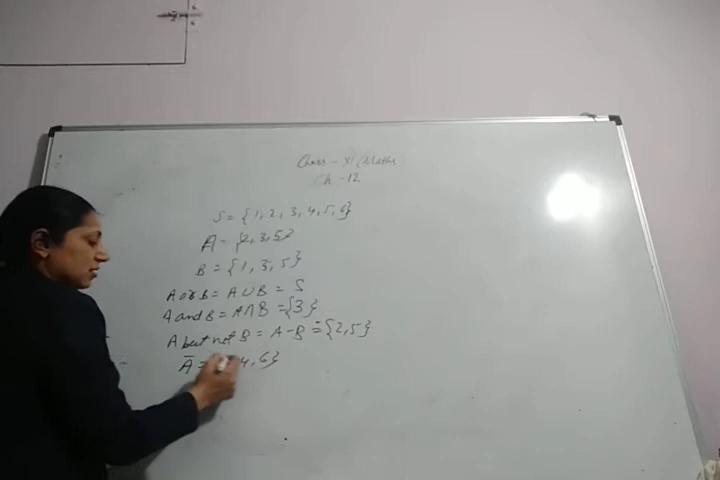 Class - XI Maths
Ch - 12
S = {1, 2, 3, 4, 5, 6}
A = {2, 3, 5}
B = {1, 3, 5}
A or B = A ∪ B = S
A and B = A ∩ B = {3}
A but not B = A - B = {2, 5}
Ā = 4, 6}